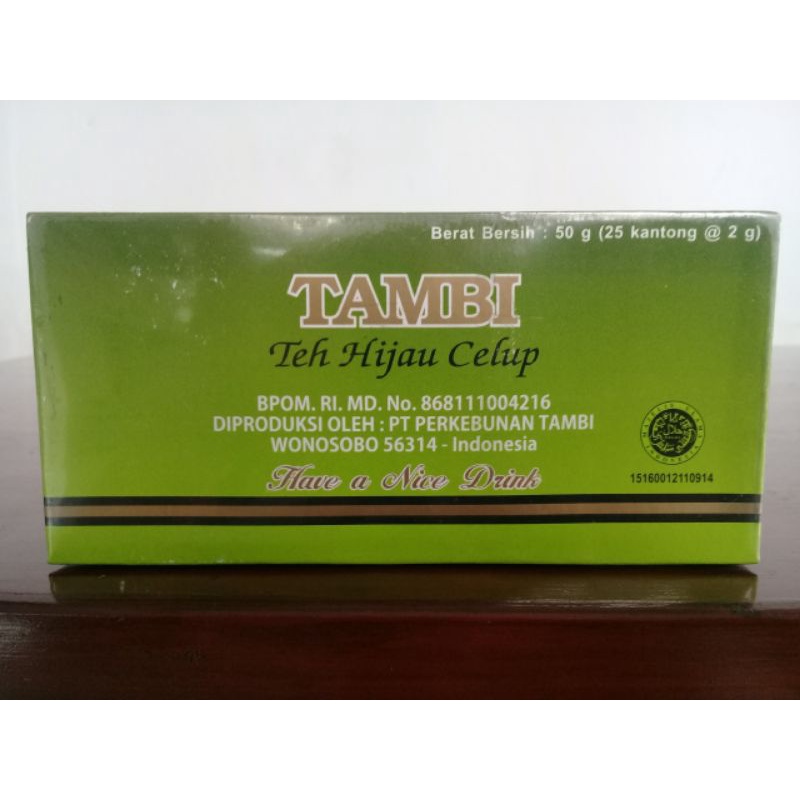 Berat Bersih : 50 g (25 kantong @ 2 g)
TAMBI
Teh Hijau Celup
BPOM. RI. MD. No. 868111004216
DIPRODUKSI OLEH : PT PERKEBUNAN TAMBI
WONOSOBO 56314 - Indonesia
Have a Nice Drink
15160012110914